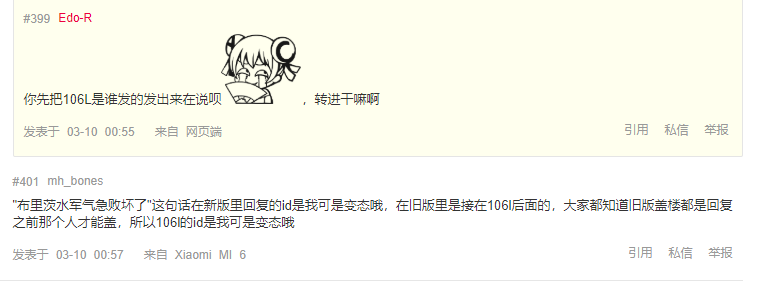 #399 Edo-R
你先把106L是谁发的发出来在说呗 ，转进干嘛啊
发表于 03-10 00:55 来自 网页端 引用 私信 举报
#401 mh_bones
"布里茨水军气急败坏了"这句话在新版里回复的id是我可是变态哦，在旧版里是接在106l后面的，大家都知道旧版盖楼都是回复
之前那个人才能盖，所以106l的id是我可是变态哦
发表于 03-10 00:57 来自 Xiaomi MI 6 引用 私信 举报